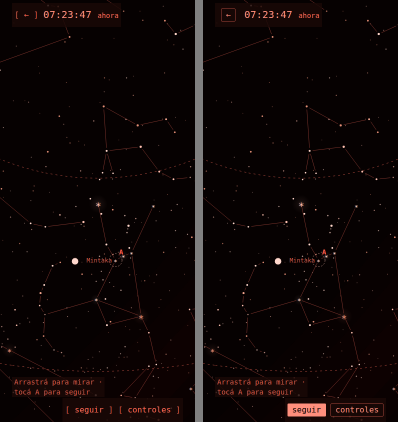 [ ← ] 07:23:47 ahora
Mintaka
A
Arrastrá para mirar ·
tocá A para seguir
[ seguir ] [ controles ]
← 07:23:47 ahora
Mintaka
A
Arrastrá para mirar ·
tocá A para seguir
seguir controles